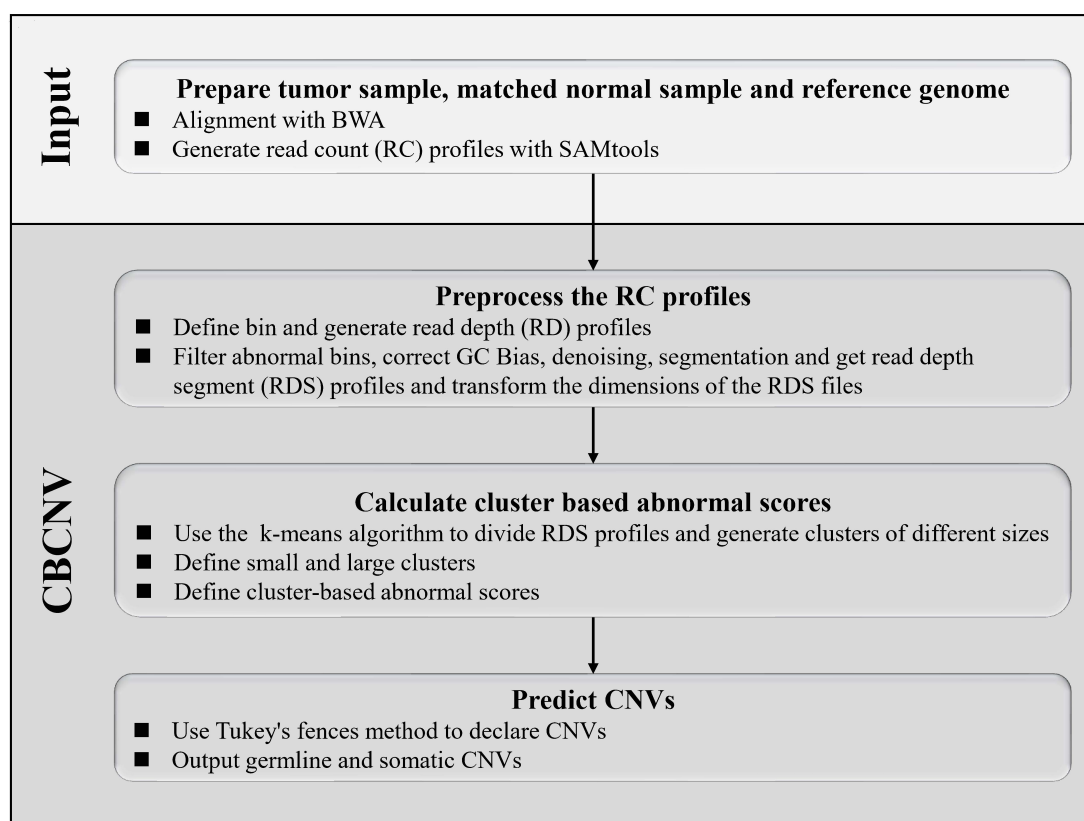 Input
Prepare tumor sample, matched normal sample and reference genome
■ Alignment with BWA
■ Generate read count (RC) profiles with SAMtools
CBCNV
Preprocess the RC profiles
■ Define bin and generate read depth (RD) profiles
■ Filter abnormal bins, correct GC Bias, denoising, segmentation and get read depth
segment (RDS) profiles and transform the dimensions of the RDS files
Calculate cluster based abnormal scores
■ Use the k-means algorithm to divide RDS profiles and generate clusters of different sizes
■ Define small and large clusters
■ Define cluster-based abnormal scores
Predict CNVs
■ Use Tukey's fences method to declare CNVs
■ Output germline and somatic CNVs